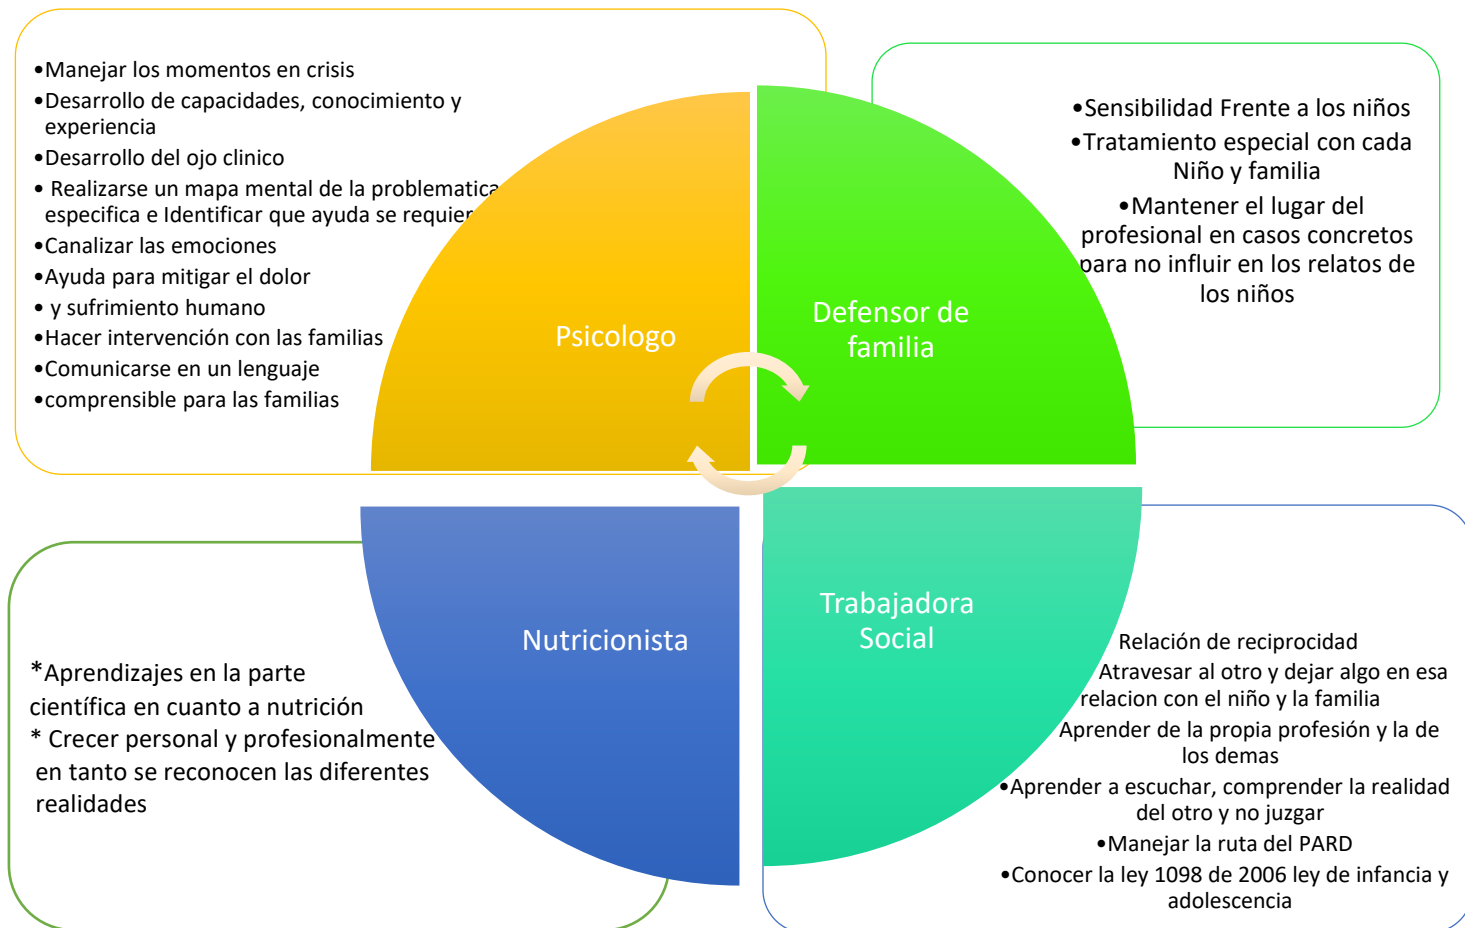 •Manejar los momentos en crisis
•Desarrollo de capacidades, conocimiento y
experiencia
•Desarrollo del ojo clinico
• Realizarse un mapa mental de la problematica
especifica e Identificar que ayuda se requier
•Canalizar las emociones
•Ayuda para mitigar el dolor
• y sufrimiento humano
•Hacer intervención con las familias
•Comunicarse en un lenguaje
•comprensible para las familias
Psicologo
•Sensibilidad Frente a los niños
•Tratamiento especial con cada
Niño y familia
•Mantener el lugar del
profesional en casos concretos
para no influir en los relatos de
los niños
Defensor de
familia
*Aprendizajes en la parte
científica en cuanto a nutrición
* Crecer personal y profesionalmente
en tanto se reconocen las diferentes
realidades
Nutricionista
Trabajadora
Social
Relación de reciprocidad
Atravesar al otro y dejar algo en esa
relacion con el niño y la familia
Aprender de la propia profesión y la de
los demas
•Aprender a escuchar, comprender la realidad
del otro y no juzgar
•Manejar la ruta del PARD
•Conocer la ley 1098 de 2006 ley de infancia y
adolescencia